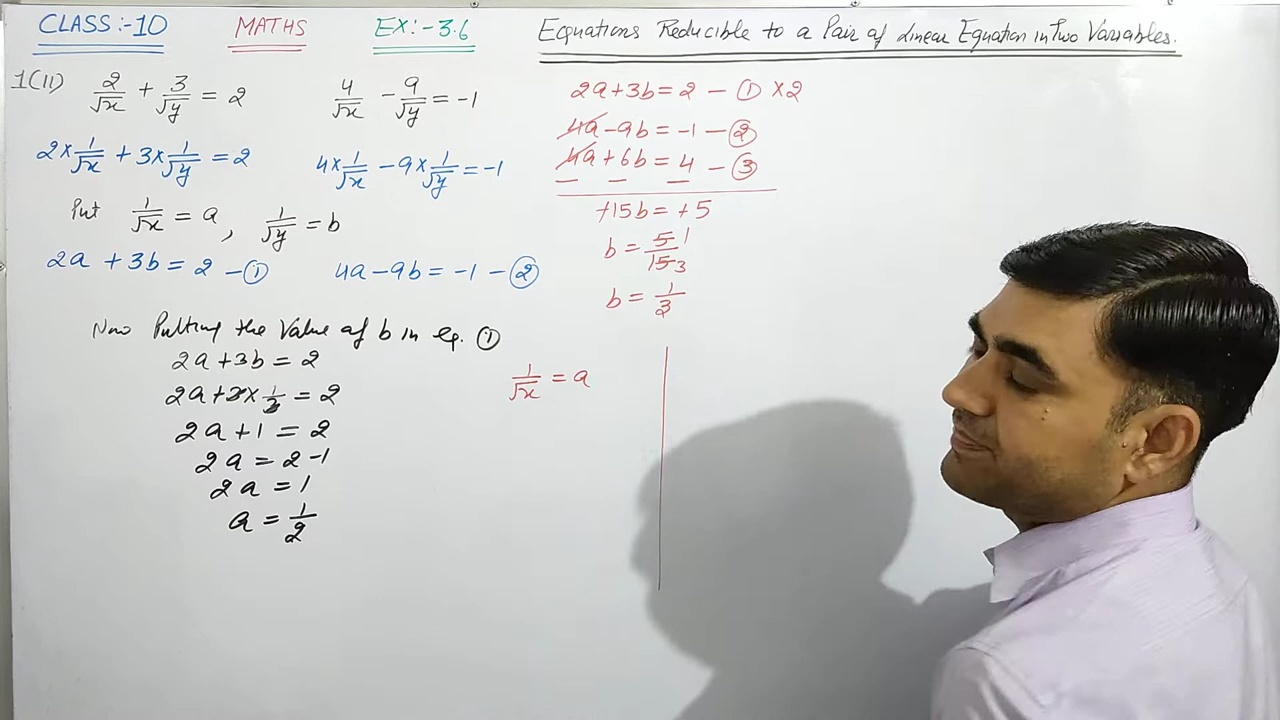 CLASS:-10 MATHS EX:-3.6 Equations Reducible to a Pair of Linear Equation in Two Variables.
1(11) 2/√x + 3/√y = 2 4/√x - 9/√y = -1
2×1/√x + 3×1/√y = 2 4×1/√x - 9×1/√y = -1
Put 1/√x = a, 1/√y = b
2a + 3b = 2 - ① 4a - 9b = -1 - ②
Now Putting the Value of b in eq. ①
2a + 3b = 2
2a + 3×1/3 = 2
2a + 1 = 2
2a = 2 - 1
2a = 1
a = 1/2
2a + 3b = 2 - ① ×2
4a - 9b = -1 - ②
4a + 6b = 4 - ③
— — —
+15b = +5
b = 5/15 1/3
b = 1/3
1/√x = a